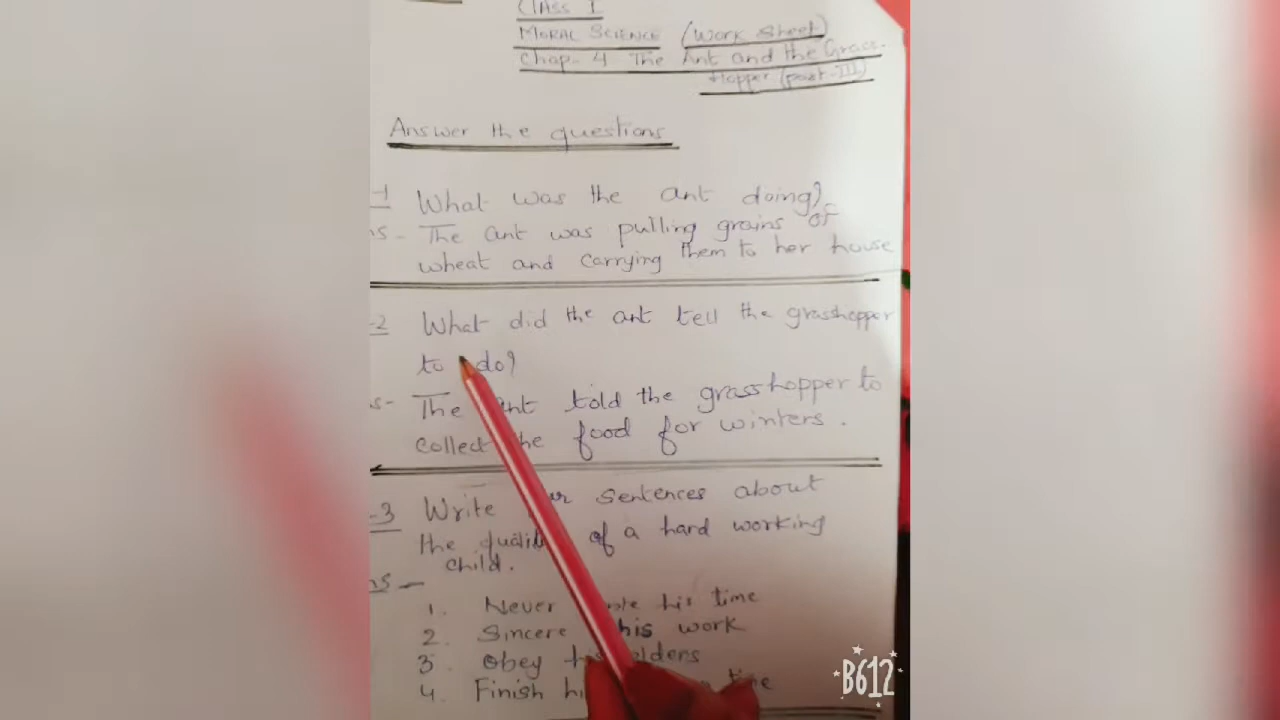 Class I
MORAL SCIENCE (Work Sheet)
Chap-4 The Ant and the Grass-
Hopper (part-III)
Answer the questions
-1 What was the ant doing?
ns- The ant was pulling grains of
wheat and carrying them to her house
-2 What did the ant tell the grasshopper
to do?
s- The ant told the grasshopper to
collect the food for winters.
-3 Write sentences about
the of a hard working
child.
ns-
1. Never his time
2. Sincere his work
3. Obey elders
4. Finish
B612